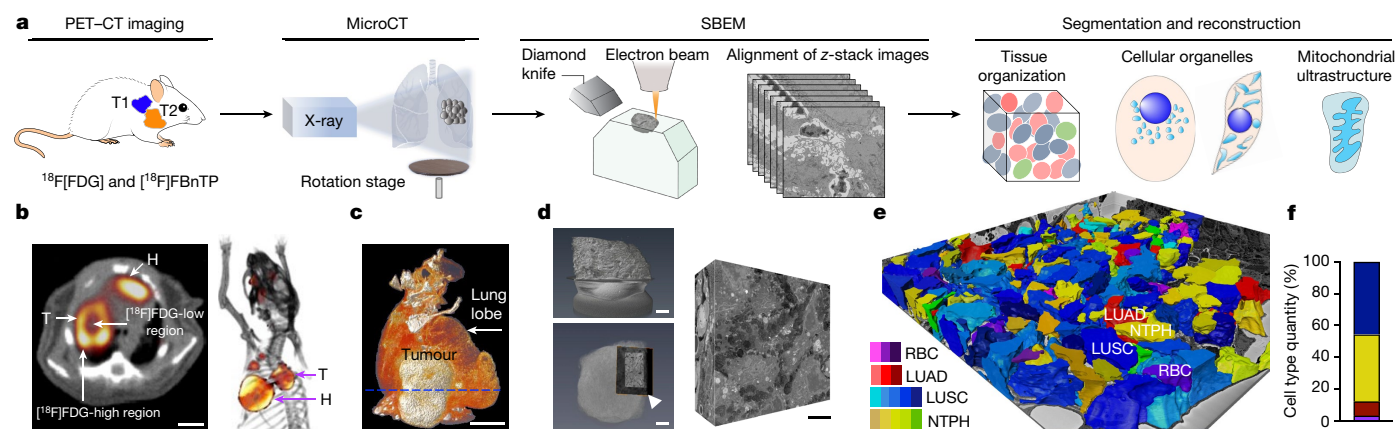 a
PET–CT imaging
MicroCT
SBEM
Segmentation and reconstruction
T1
T2
¹⁸F[FDG] and [¹⁸F]FBnTP
X-ray
Rotation stage
Diamond
knife
Electron beam
Alignment of z-stack images
Tissue
organization
Cellular organelles
Mitochondrial
ultrastructure
b
H
T
[¹⁸F]FDG-low
region
[¹⁸F]FDG-high region
T
H
c
Lung
lobe
Tumour
d
e
LUAD
NTPH
LUSC
RBC
RBC
LUAD
LUSC
NTPH
f
Cell type quantity (%)
100
80
60
40
20
0